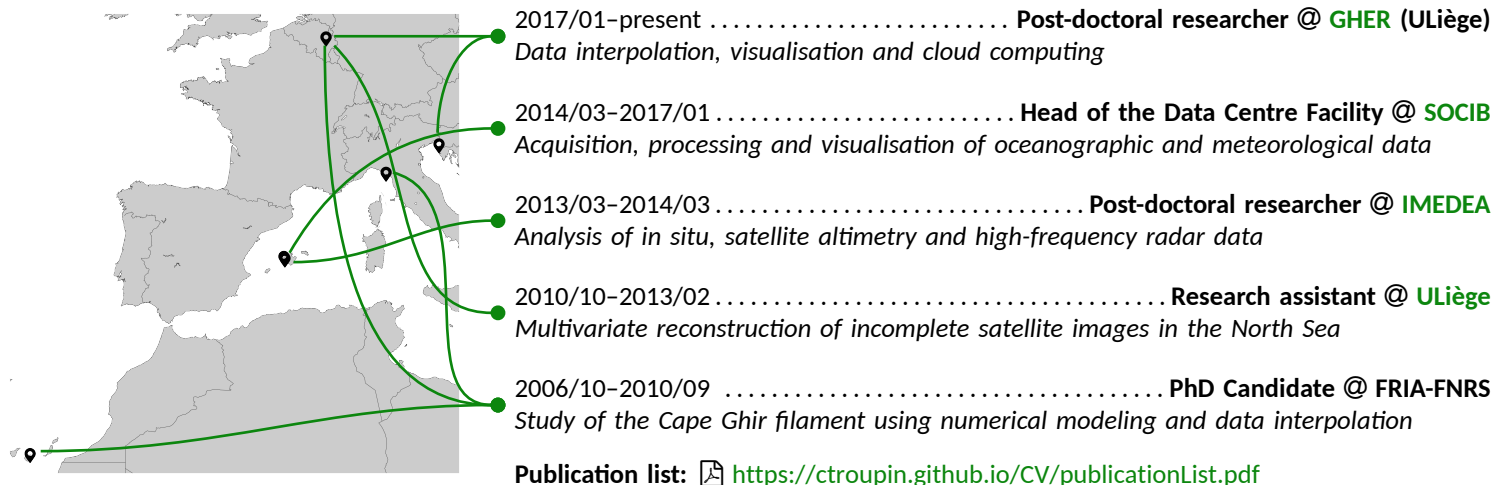 2017/01–present .............................. Post-doctoral researcher @ GHER (ULiège)
Data interpolation, visualisation and cloud computing
2014/03–2017/01 .............................. Head of the Data Centre Facility @ SOCIB
Acquisition, processing and visualisation of oceanographic and meteorological data
2013/03–2014/03 ..................................... Post-doctoral researcher @ IMEDEA
Analysis of in situ, satellite altimetry and high-frequency radar data
2010/10–2013/02 ............................................. Research assistant @ ULiège
Multivariate reconstruction of incomplete satellite images in the North Sea
2006/10–2010/09 ............................................ PhD Candidate @ FRIA-FNRS
Study of the Cape Ghir filament using numerical modeling and data interpolation
Publication list: https://ctroupin.github.io/CV/publicationList.pdf